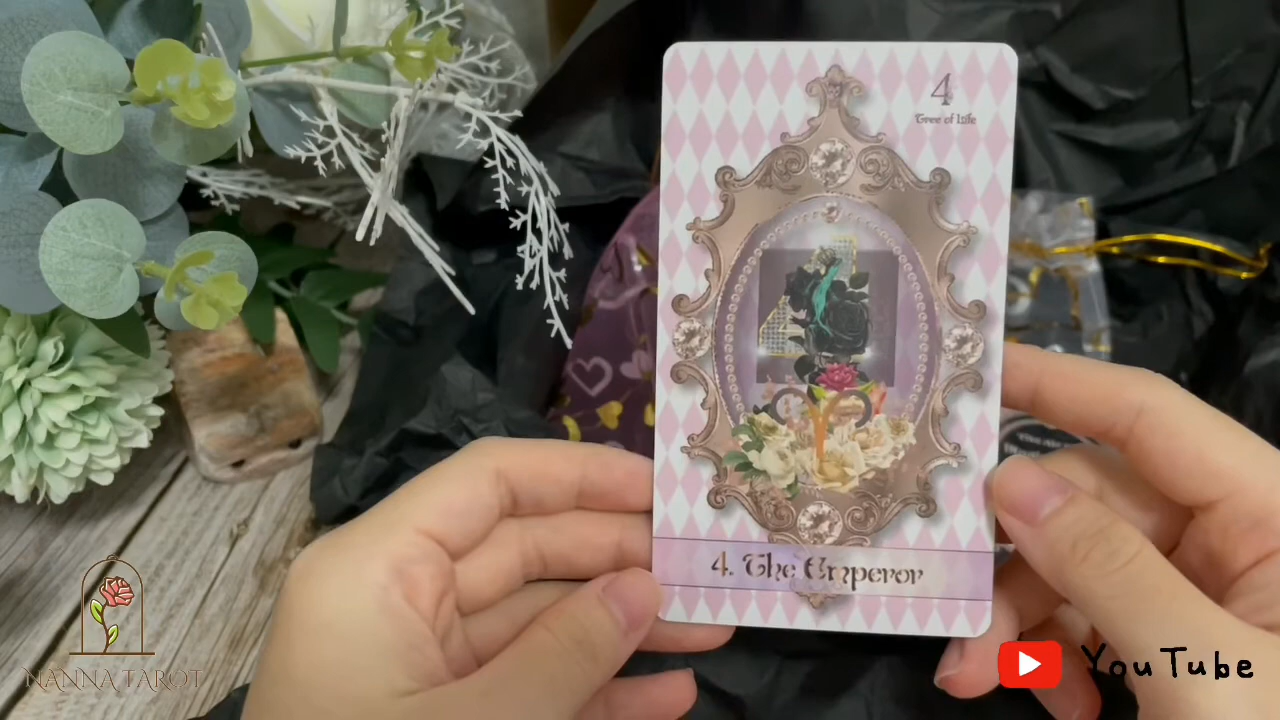 4
Tree of Life
4. The Emperor
NANNA TAROT
YouTube